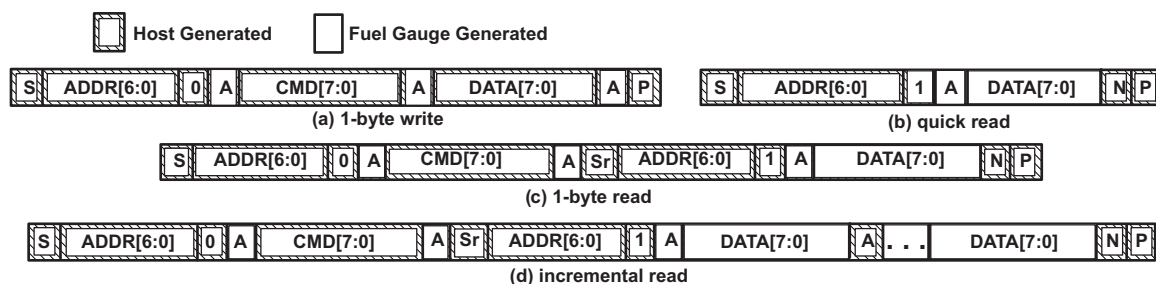 Host Generated Fuel Gauge Generated
S ADDR[6:0] 0 A CMD[7:0] A DATA[7:0] A P
(a) 1-byte write
S ADDR[6:0] 1 A DATA[7:0] N P
(b) quick read
S ADDR[6:0] 0 A CMD[7:0] A Sr ADDR[6:0] 1 A DATA[7:0] N P
(c) 1-byte read
S ADDR[6:0] 0 A CMD[7:0] A Sr ADDR[6:0] 1 A DATA[7:0] A . . . DATA[7:0] N P
(d) incremental read